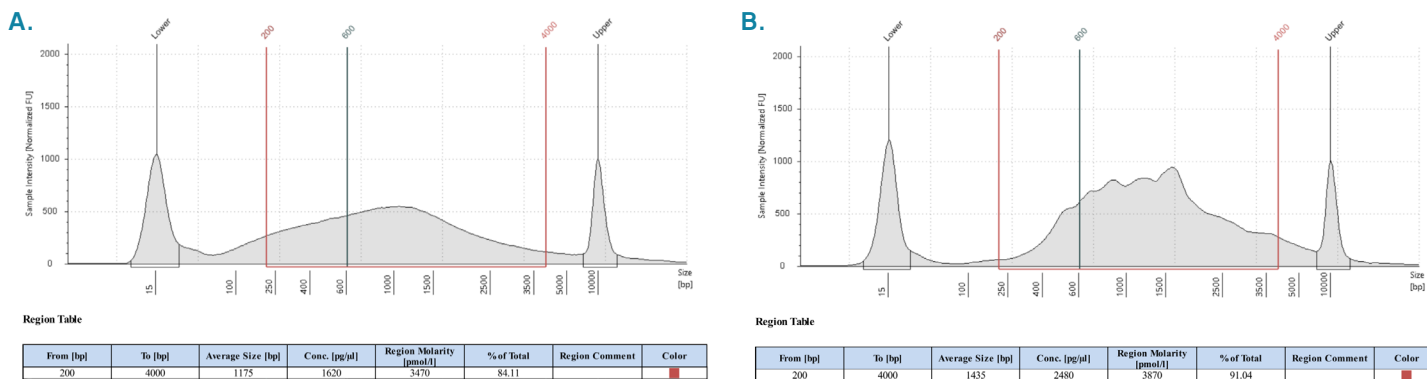 A.
Lower
200
600
4000
Upper
2000
1500
1000
500
0
Sample Intensity [Normalized FU]
15
100
250
400
600
1000
1500
2500
3500
5000
10000
Size
[bp]
Region Table
From [bp] To [bp] Average Size [bp] Conc. [pg/µl] Region Molarity [pmol/l] % of Total Region Comment Color
200 4000 1175 1620 3470 84.11
B.
Lower
200
600
4000
Upper
2000
1500
1000
500
0
Sample Intensity [Normalized FU]
15
100
250
400
600
1000
1500
2500
3500
5000
10000
Size
[bp]
Region Table
From [bp] To [bp] Average Size [bp] Conc. [pg/µl] Region Molarity [pmol/l] % of Total Region Comment Color
200 4000 1435 2480 3870 91.04